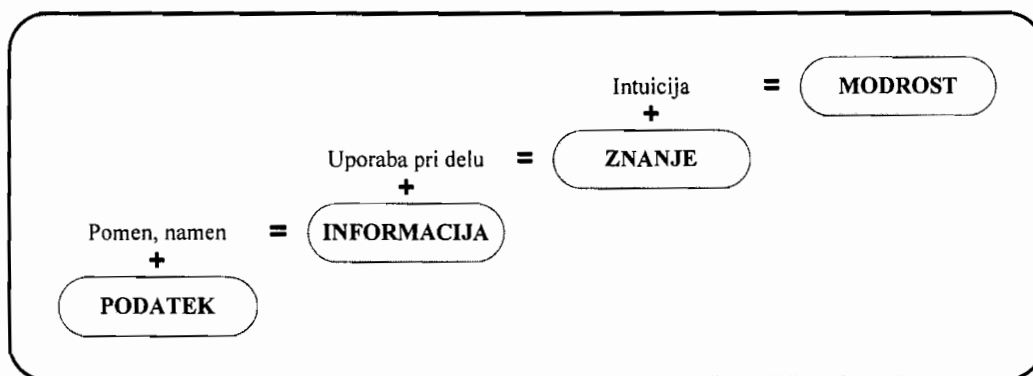 Intuicija = MODROST
+
Uporaba pri delu = ZNANJE
+
Pomen, namen = INFORMACIJA
+
PODATEK